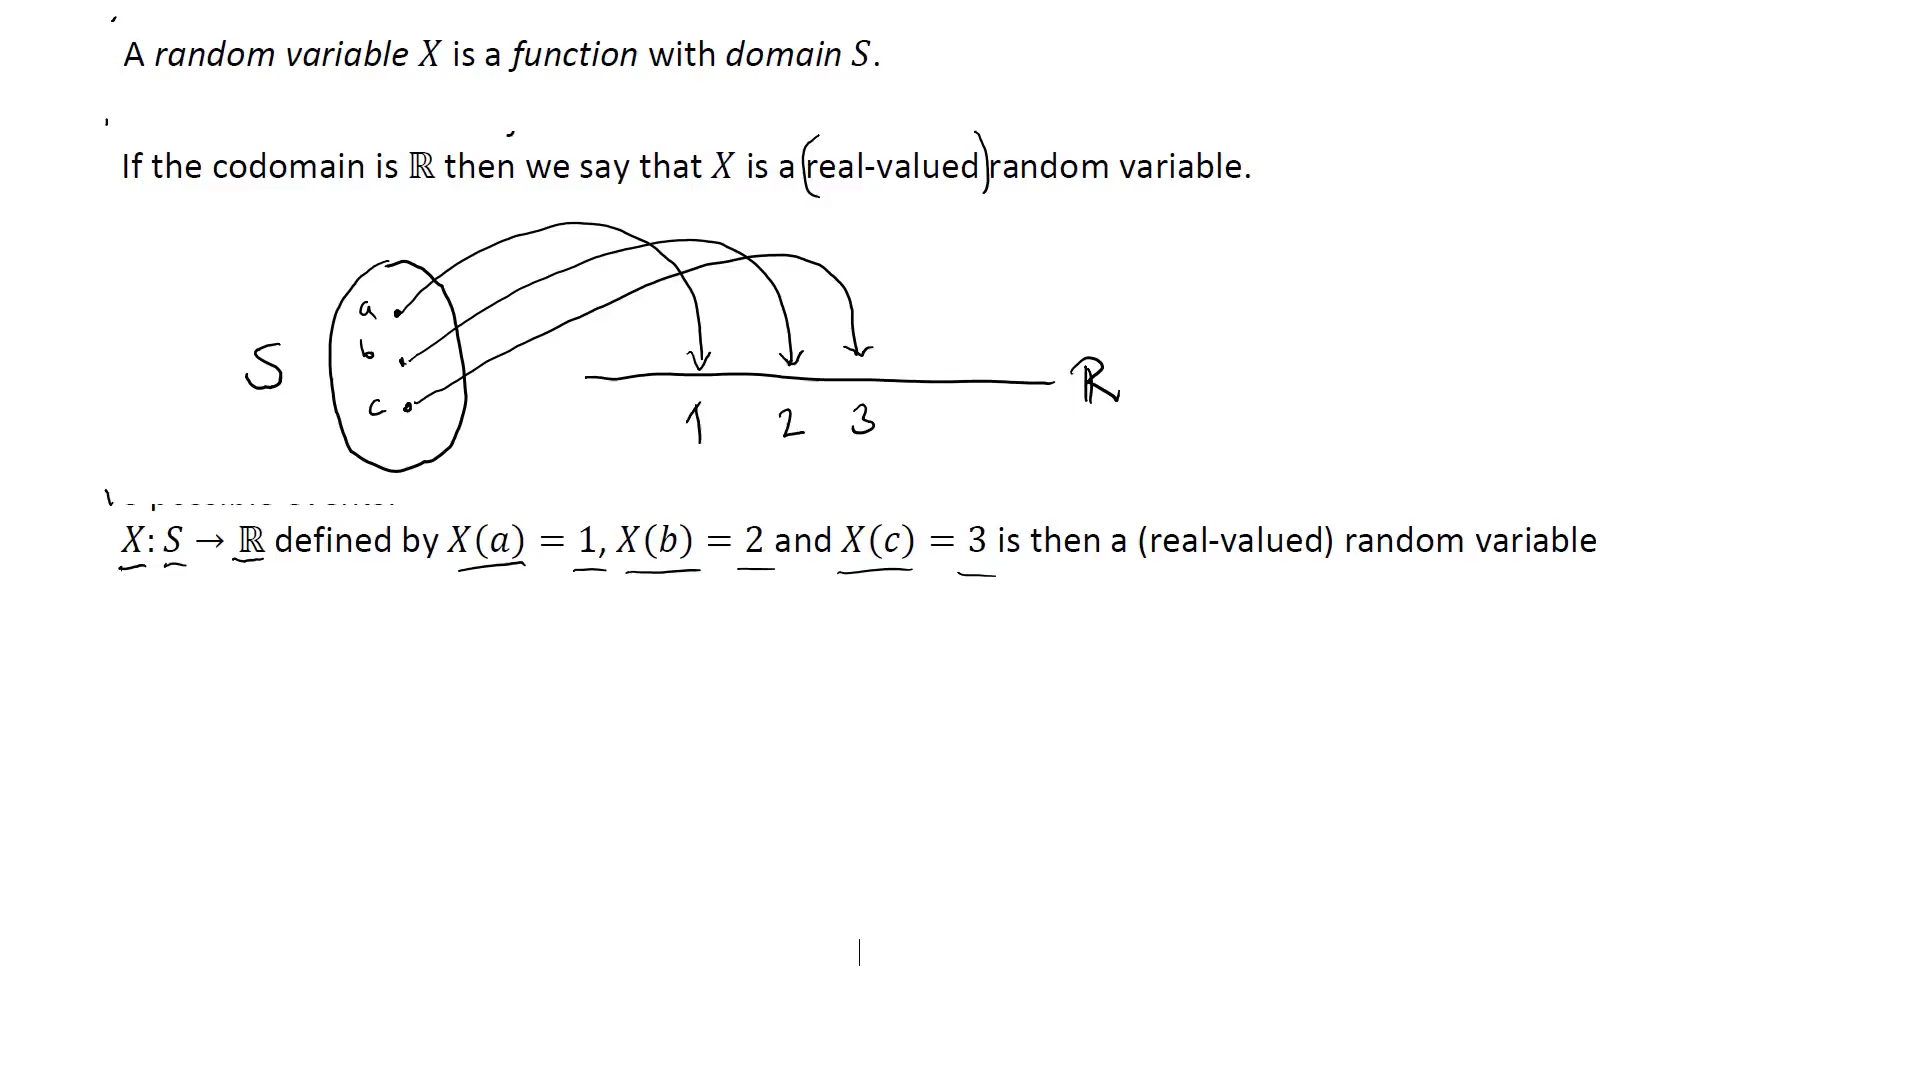 A random variable X is a function with domain S.
If the codomain is ℝ then we say that X is a (real-valued) random variable.
a
b
S
c
ℝ
1 2 3
X: S → ℝ defined by X(a) = 1, X(b) = 2 and X(c) = 3 is then a (real-valued) random variable